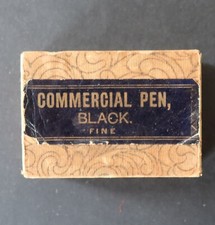 COMMERCIAL PEN,
BLACK.
FINE